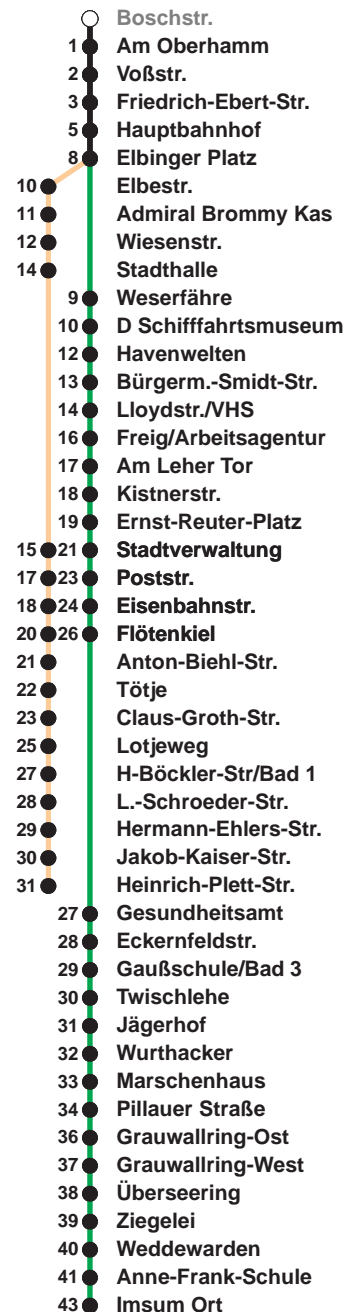 Boschstr.
1 Am Oberhamm
2 Voßstr.
3 Friedrich-Ebert-Str.
5 Hauptbahnhof
8 Elbinger Platz
10 Elbestr.
11 Admiral Brommy Kas
12 Wiesenstr.
14 Stadthalle
9 Weserfähre
10 D Schifffahrtsmuseum
12 Havenwelten
13 Bürgerm.-Smidt-Str.
14 Lloydstr./VHS
16 Freig/Arbeitsagentur
17 Am Leher Tor
18 Kistnerstr.
19 Ernst-Reuter-Platz
15 21 Stadtverwaltung
17 23 Poststr.
18 24 Eisenbahnstr.
20 26 Flötenkiel
21 Anton-Biehl-Str.
22 Tötje
23 Claus-Groth-Str.
25 Lotjeweg
27 H-Böckler-Str/Bad 1
28 L.-Schroeder-Str.
29 Hermann-Ehlers-Str.
30 Jakob-Kaiser-Str.
31 Heinrich-Plett-Str.
27 Gesundheitsamt
28 Eckernfeldstr.
29 Gaußschule/Bad 3
30 Twischlehe
31 Jägerhof
32 Wurthacker
33 Marschenhaus
34 Pillauer Straße
36 Grauwallring-Ost
37 Grauwallring-West
38 Überseering
39 Ziegelei
40 Weddewarden
41 Anne-Frank-Schule
43 Imsum Ort